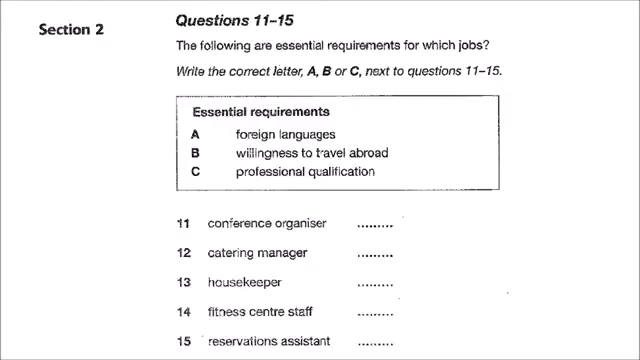 Section 2
Questions 11–15
The following are essential requirements for which jobs?
Write the correct letter, A, B or C, next to questions 11–15.
Essential requirements
A foreign languages
B willingness to travel abroad
C professional qualification
11 conference organiser .........
12 catering manager .........
13 housekeeper .........
14 fitness centre staff .........
15 reservations assistant .........